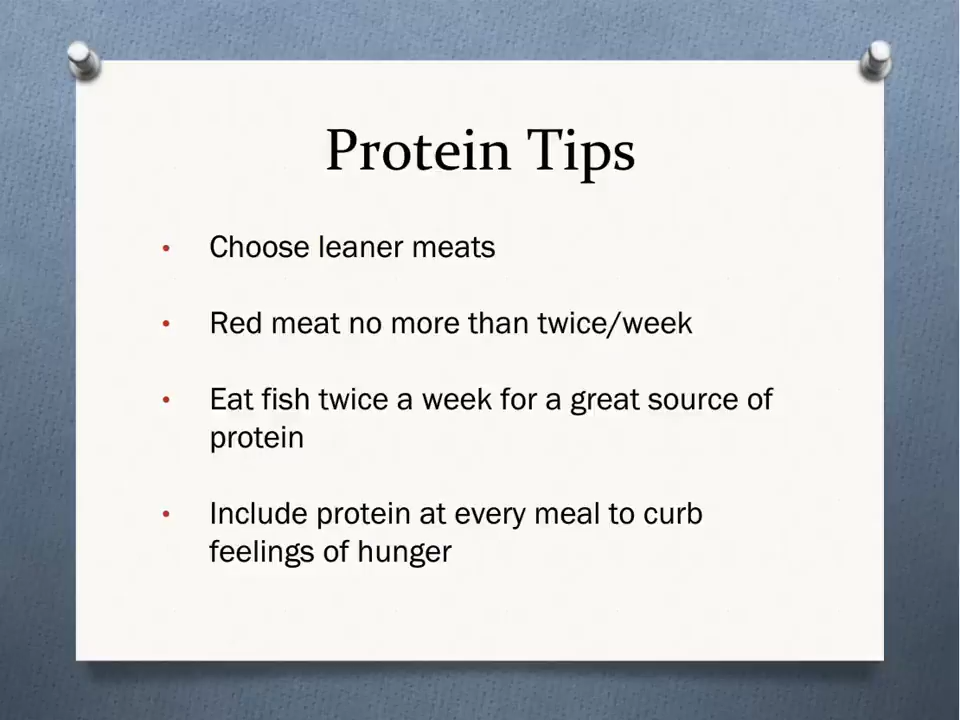 Protein Tips
• Choose leaner meats
• Red meat no more than twice/week
• Eat fish twice a week for a great source of
protein
• Include protein at every meal to curb
feelings of hunger